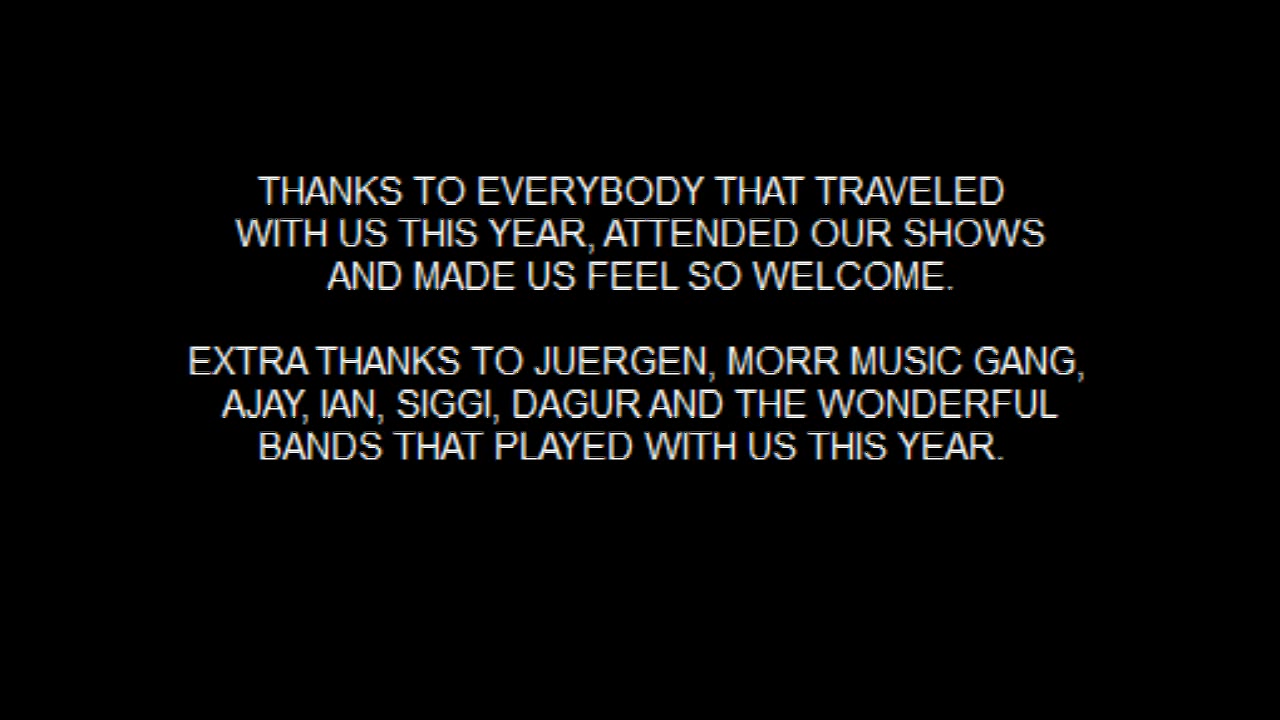 THANKS TO EVERYBODY THAT TRAVELED
WITH US THIS YEAR, ATTENDED OUR SHOWS
AND MADE US FEEL SO WELCOME.
EXTRA THANKS TO JUERGEN, MORR MUSIC GANG,
AJAY, IAN, SIGGI, DAGUR AND THE WONDERFUL
BANDS THAT PLAYED WITH US THIS YEAR.